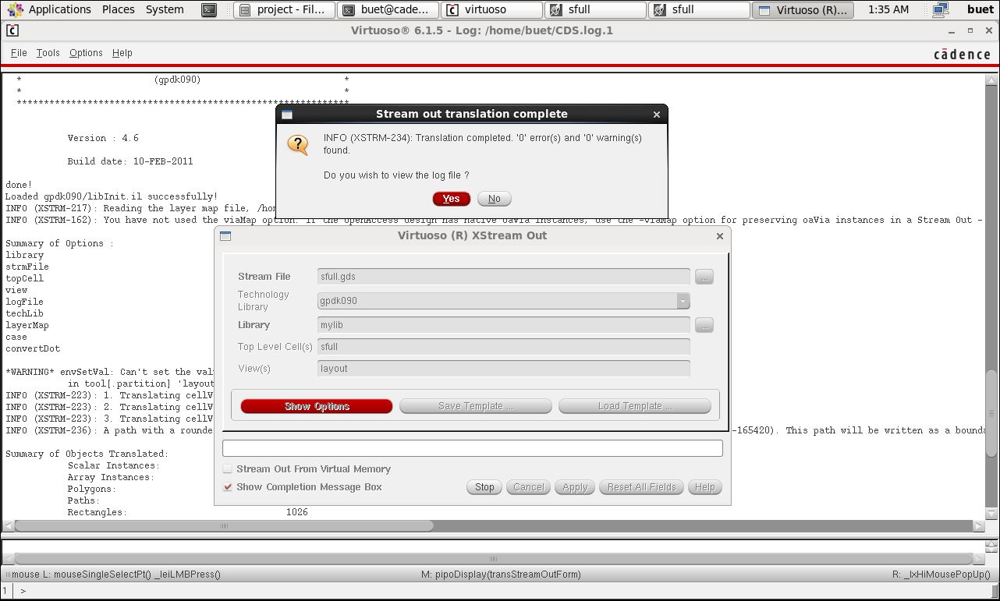 Applications Places System project - Fil... buet@cade... virtuoso sfull sfull Virtuoso (R)... 1:35 AM buet
Virtuoso® 6.1.5 - Log: /home/buet/CDS.log.1
File Tools Options Help
cādence
* (gpdk090) *
* *
Version : 4.6
Build date: 10-FEB-2011
done!
Loaded gpdk090/libInit.il successfully!
INFO (XSTRM-217): Reading the layer map file,
INFO (XSTRM-162): You have not used the viaMap option. If the OpenAccess design has native oaVia instances, use the -viaMap option for preserving oaVia instances in a Stream Out -
Summary of Options :
library
strmFile
topCell
view
logFile
techLib
layerMap
case
convertDot
*WARNING* envSetVal: Can't set the val
in tool[.partition] 'layout
INFO (XSTRM-223): 1. Translating cellV
INFO (XSTRM-223): 2. Translating cellV
INFO (XSTRM-223): 3. Translating cellV
INFO (XSTRM-236): A path with a rounde
-165420). This path will be written as a bounda
Summary of Objects Translated:
Scalar Instances:
Array Instances:
Polygons:
Paths:
Rectangles: 1026
Stream out translation complete
INFO (XSTRM-234): Translation completed. '0' error(s) and '0' warning(s)
found.
Do you wish to view the log file ?
Yes No
Virtuoso (R) XStream Out
Stream File sfull.gds ...
Technology
Library gpdk090
Library mylib ...
Top Level Cell(s) sfull
View(s) layout
Show Options Save Template ... Load Template ...
Stream Out From Virtual Memory
Show Completion Message Box Stop Cancel Apply Reset All Fields Help
mouse L: mouseSingleSelectPt() _leiLMBPress() M: pipoDisplay(transStreamOutForm) R: _lxHiMousePopUp()
1 >